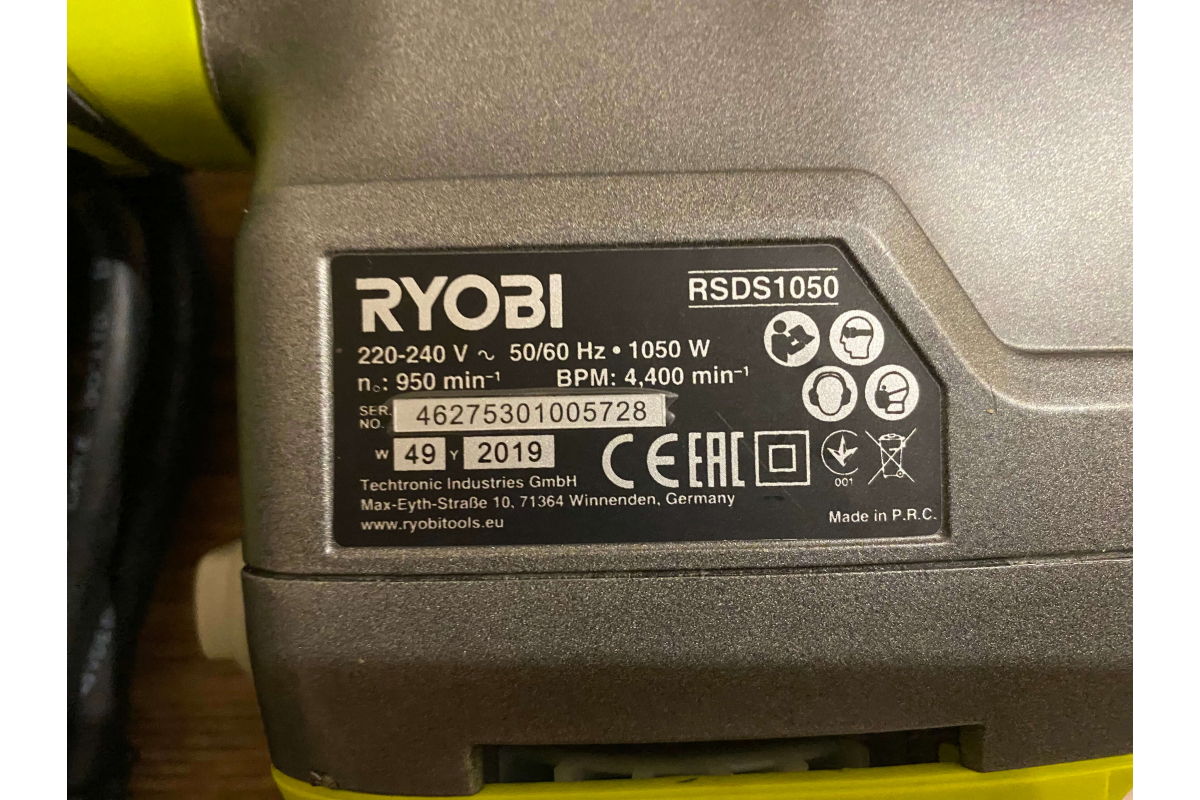 RYOBI
RSDS1050
220-240 V ~ 50/60 Hz • 1050 W
n₀: 950 min⁻¹ BPM: 4,400 min⁻¹
SER. NO. 46275301005728
W 49 Y 2019
CE EAC
001
Techtronic Industries GmbH
Max-Eyth-Straße 10, 71364 Winnenden, Germany
www.ryobitools.eu
Made in P.R.C.